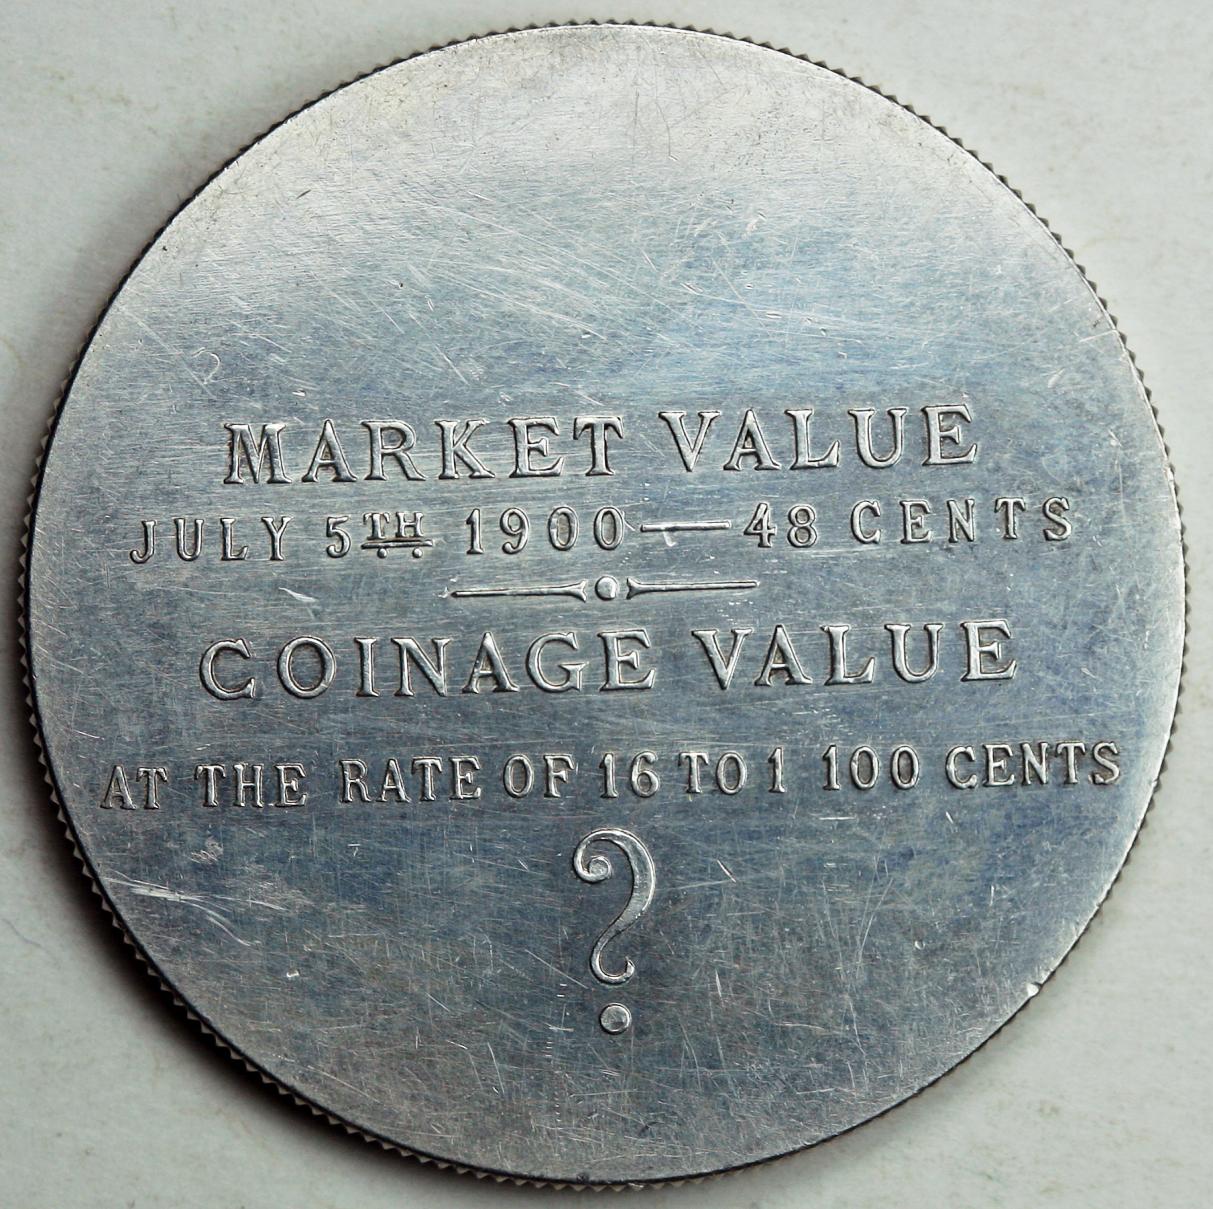 MARKET VALUE
JULY 5TH 1900—48 CENTS
COINAGE VALUE
AT THE RATE OF 16 TO 1 100 CENTS
?